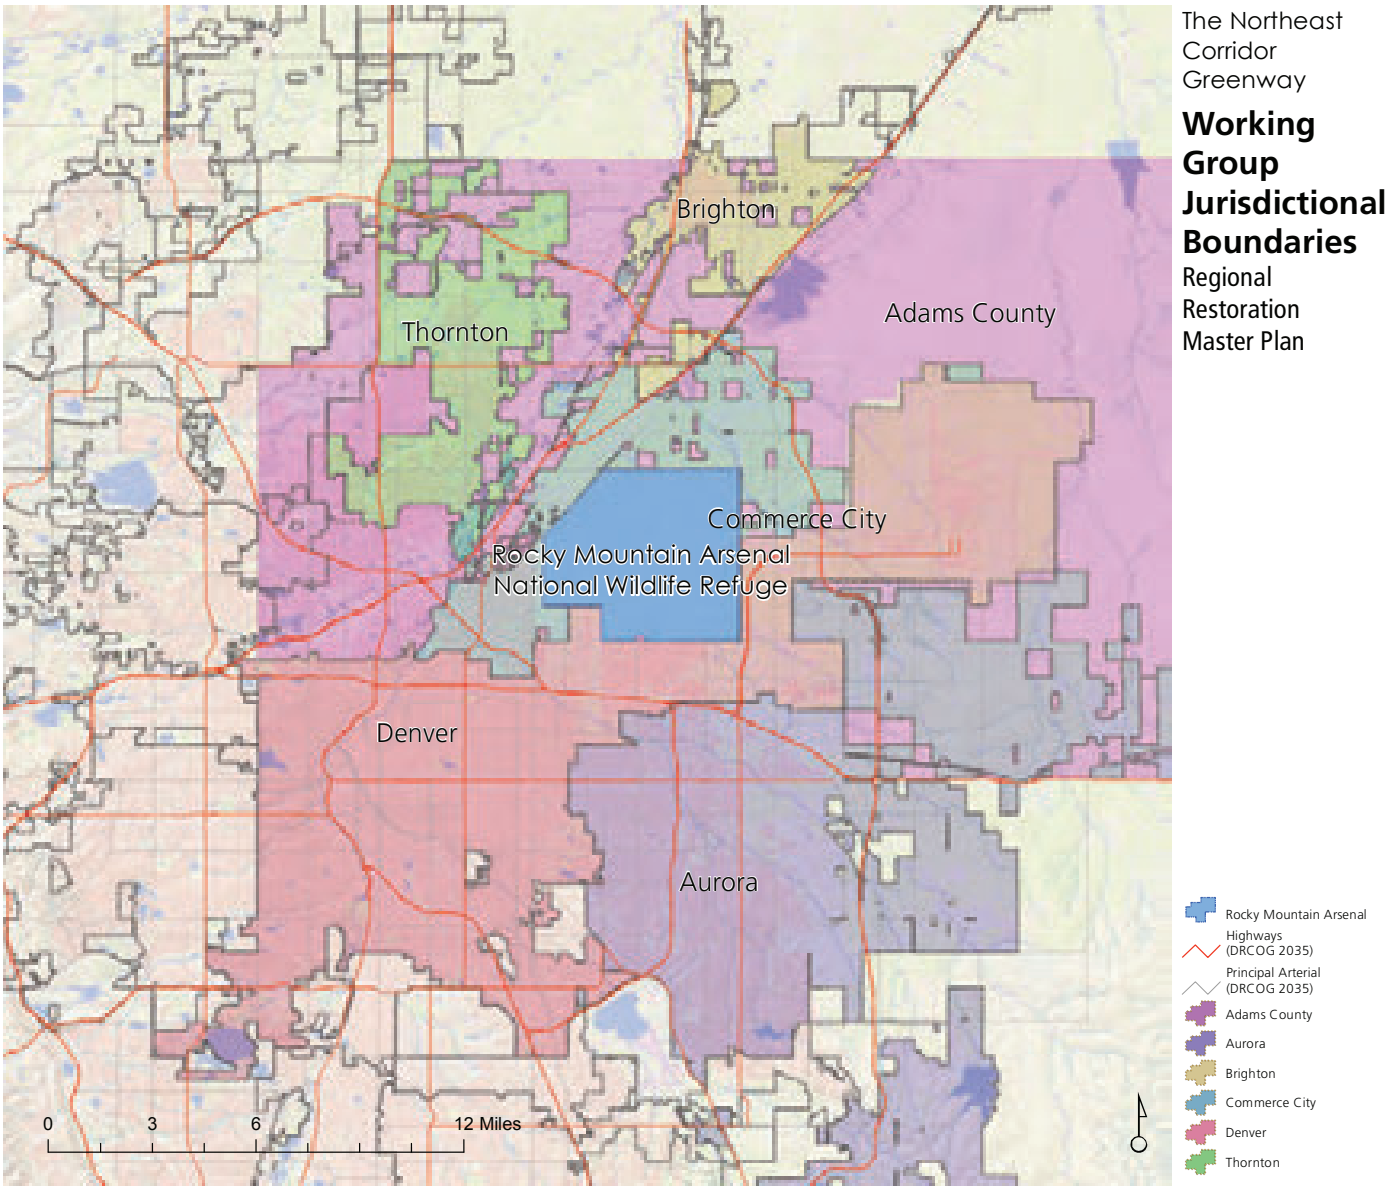 The Northeast
Corridor
Greenway
Working
Group
Jurisdictional
Boundaries
Regional
Restoration
Master Plan
Brighton
Adams County
Thornton
Commerce City
Rocky Mountain Arsenal
National Wildlife Refuge
Denver
Aurora
Rocky Mountain Arsenal
Highways
(DRCOG 2035)
Principal Arterial
(DRCOG 2035)
Adams County
Aurora
Brighton
Commerce City
Denver
Thornton
0 3 6 12 Miles